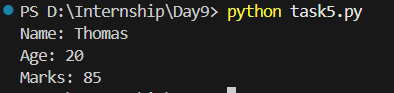 PS D:\Internship\Day9> python task5.py
Name: Thomas
Age: 20
Marks: 85